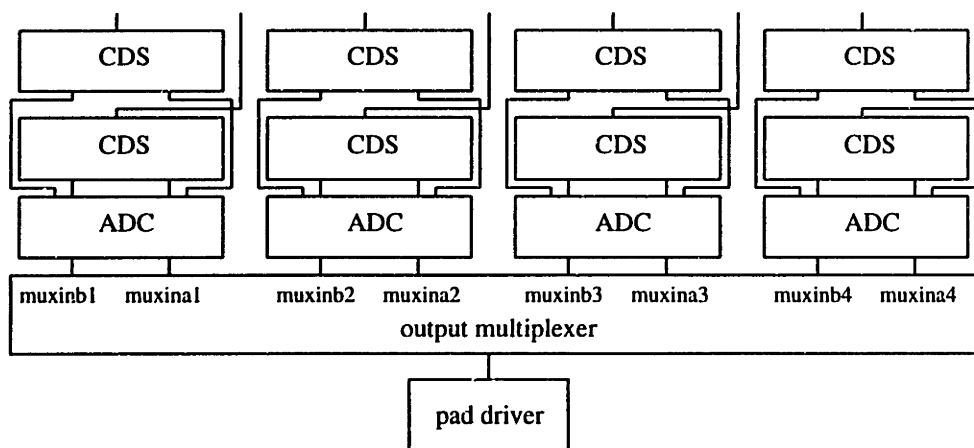 CDS CDS CDS CDS
CDS CDS CDS CDS
ADC ADC ADC ADC
muxinb1 muxina1 muxinb2 muxina2 muxinb3 muxina3 muxinb4 muxina4
output multiplexer
pad driver